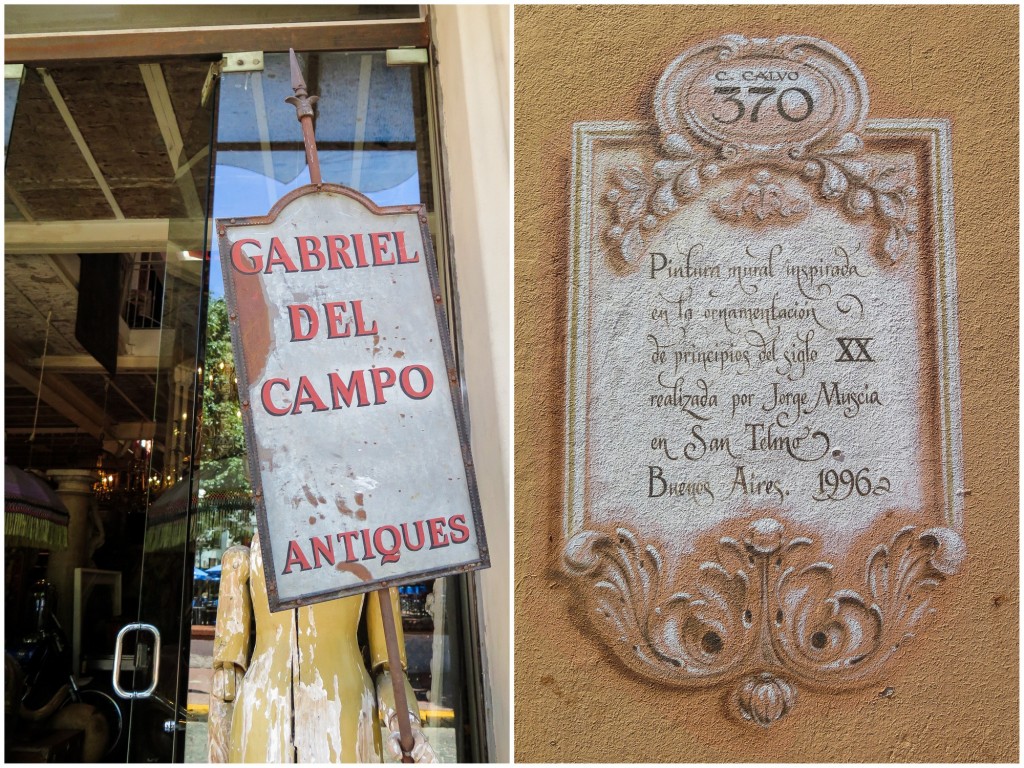 GABRIEL
DEL
CAMPO
ANTIQUES
C. CALVO
370
Pintura mural inspirada
en la ornamentacion
de principios del siglo XX
realizada por Jorge Muscia
en San Telmo
Buenos Aires. 1996